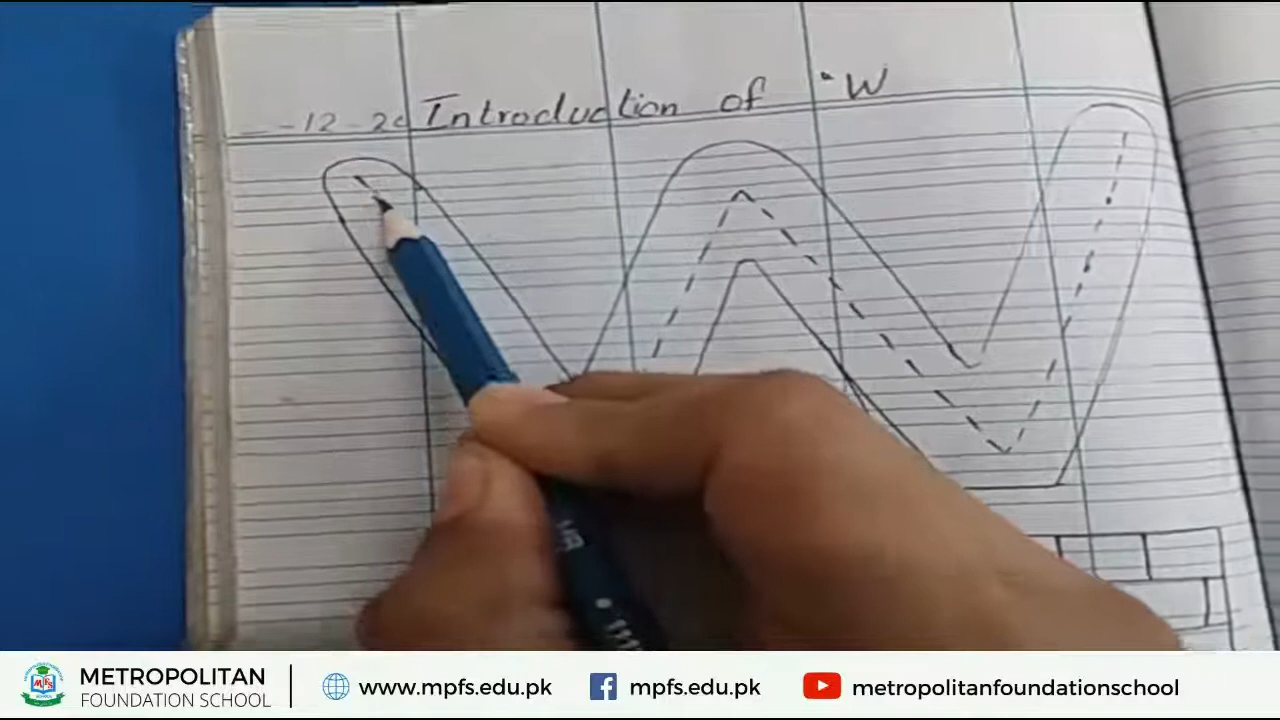 -12-20 Introduction of "W
METROPOLITAN
FOUNDATION SCHOOL
www.mpfs.edu.pk
mpfs.edu.pk
metropolitanfoundationschool